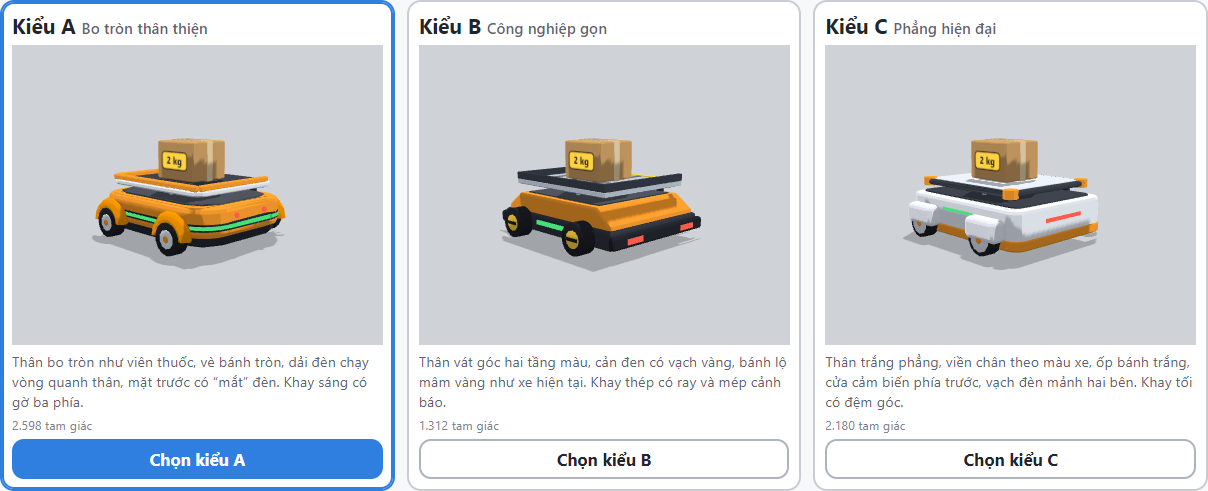 Kiểu A Bo tròn thân thiện
2 kg
Thân bo tròn như viên thuốc, vè bánh tròn, dải đèn chạy
vòng quanh thân, mặt trước có “mắt” đèn. Khay sáng có
gờ ba phía.
2.598 tam giác
Chọn kiểu A
Kiểu B Công nghiệp gọn
2 kg
Thân vát góc hai tầng màu, cản đen có vạch vàng, bánh lộ
mâm vàng như xe hiện tại. Khay thép có ray và mép cảnh
báo.
1.312 tam giác
Chọn kiểu B
Kiểu C Phẳng hiện đại
2 kg
Thân trắng phẳng, viền chân theo màu xe, ốp bánh trắng,
cửa cảm biến phía trước, vạch đèn mảnh hai bên. Khay tối
có đệm góc.
2.180 tam giác
Chọn kiểu C